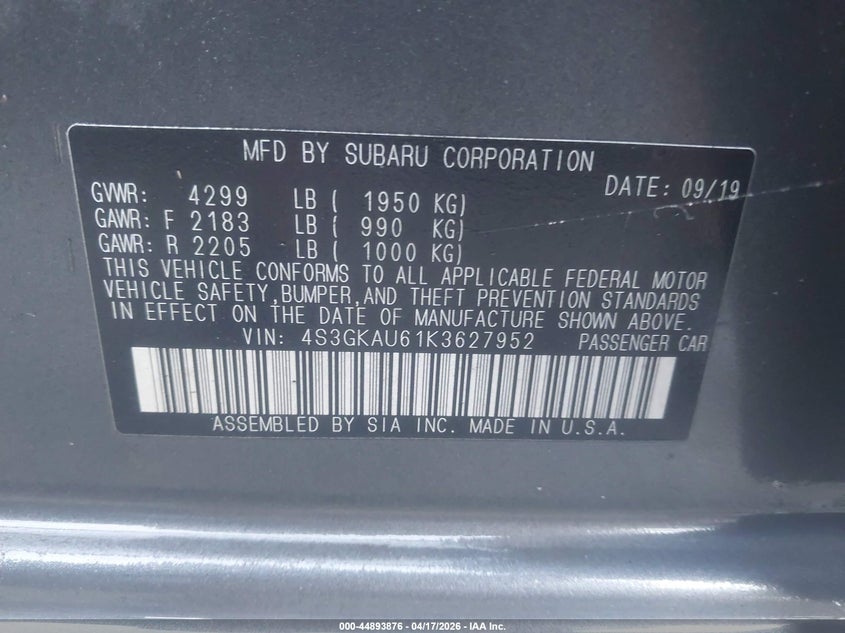 MFD BY SUBARU CORPORATION
DATE: 09/19
GVWR: 4299 LB ( 1950 KG)
GAWR: F 2183 LB ( 990 KG)
GAWR: R 2205 LB ( 1000 KG)
THIS VEHICLE CONFORMS TO ALL APPLICABLE FEDERAL MOTOR
VEHICLE SAFETY,BUMPER,AND THEFT PREVENTION STANDARDS
IN EFFECT ON THE DATE OF MANUFACTURE SHOWN ABOVE.
VIN: 4S3GKAU61K3627952 PASSENGER CAR
ASSEMBLED BY SIA INC. MADE IN U.S.A.
000-44893876 - 04/17/2026 - IAA Inc.